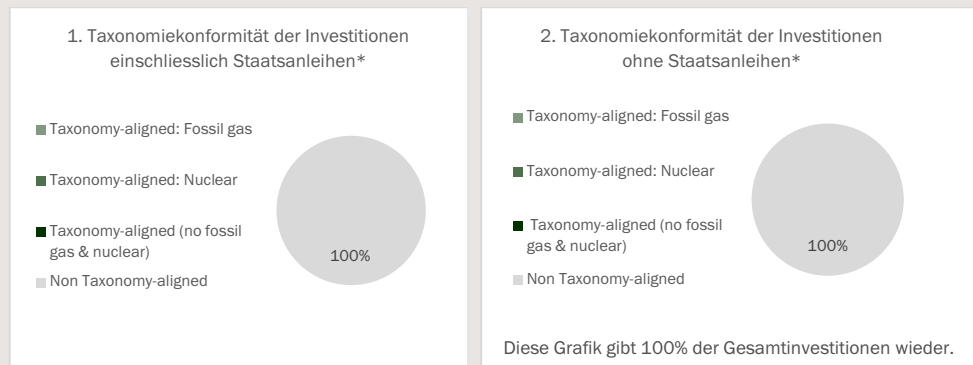 1. Taxonomiekonformität der Investitionen
einschliesslich Staatsanleihen*
Taxonomy-aligned: Fossil gas
Taxonomy-aligned: Nuclear
Taxonomy-aligned (no fossil
gas & nuclear)
Non Taxonomy-aligned
100%
2. Taxonomiekonformität der Investitionen
ohne Staatsanleihen*
Taxonomy-aligned: Fossil gas
Taxonomy-aligned: Nuclear
Taxonomy-aligned (no fossil
gas & nuclear)
Non Taxonomy-aligned
100%
Diese Grafik gibt 100% der Gesamtinvestitionen wieder.